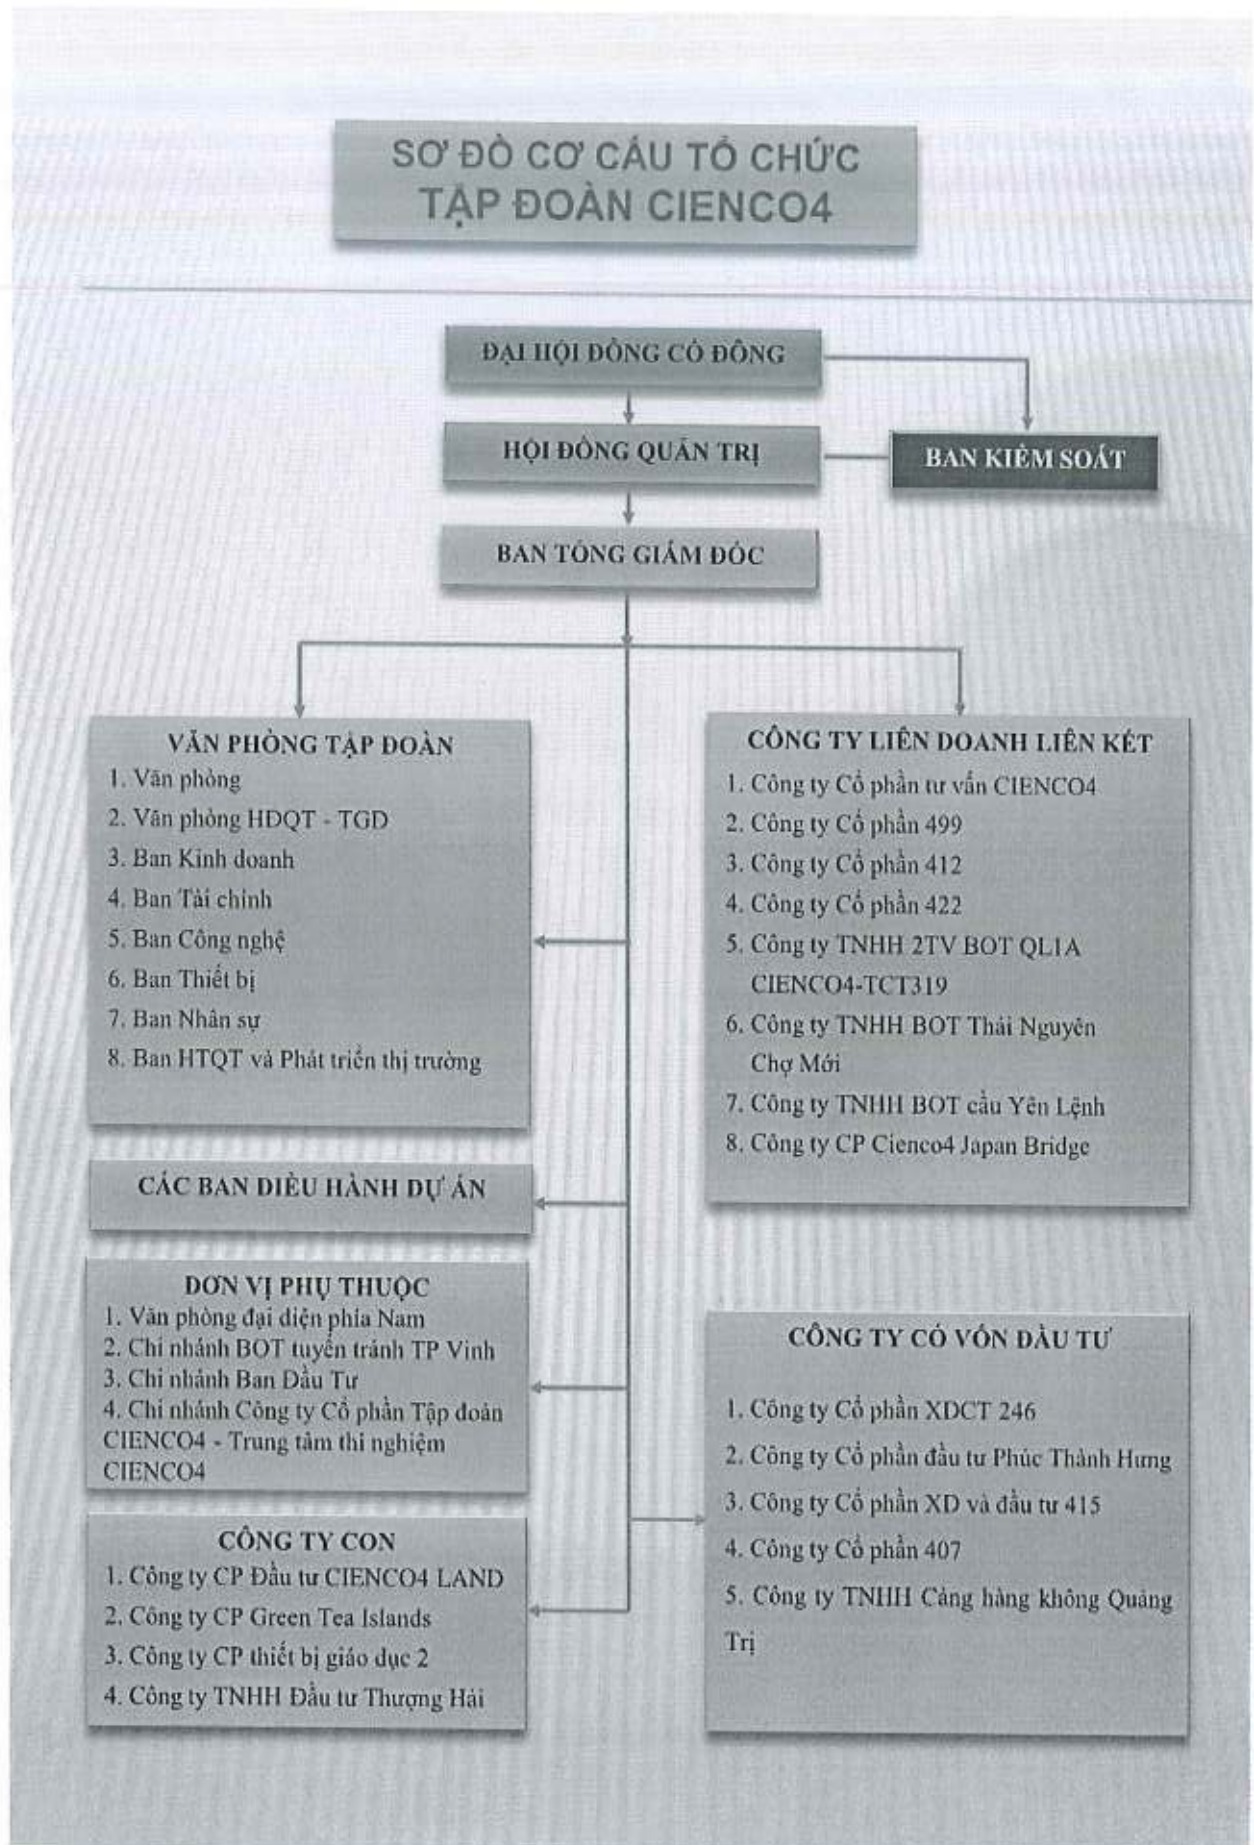 SƠ ĐỒ CƠ CẤU TỔ CHỨC
TẬP ĐOÀN CIENCO4
ĐẠI HỘI ĐỒNG CỔ ĐÔNG
HỘI ĐỒNG QUẢN TRỊ
BAN KIỂM SOÁT
BAN TỔNG GIÁM ĐỐC
VĂN PHÒNG TẬP ĐOÀN
1. Văn phòng
2. Văn phòng HĐQT - TGD
3. Ban Kinh doanh
4. Ban Tài chính
5. Ban Công nghệ
6. Ban Thiết bị
7. Ban Nhân sự
8. Ban HTQT và Phát triển thị trường
CÁC BAN ĐIỀU HÀNH DỰ ÁN
ĐƠN VỊ PHỤ THUỘC
1. Văn phòng đại diện phía Nam
2. Chi nhánh BOT tuyến tránh TP Vinh
3. Chi nhánh Ban Đầu Tư
4. Chi nhánh Công ty Cổ phần Tập đoàn
CIENCO4 - Trung tâm thí nghiệm
CIENCO4
CÔNG TY CON
1. Công ty CP Đầu tư CIENCO4 LAND
2. Công ty CP Green Tea Islands
3. Công ty CP thiết bị giáo dục 2
4. Công ty TNHH Đầu tư Thượng Hải
CÔNG TY LIÊN DOANH LIÊN KẾT
1. Công ty Cổ phần tư vấn CIENCO4
2. Công ty Cổ phần 499
3. Công ty Cổ phần 412
4. Công ty Cổ phần 422
5. Công ty TNHH 2TV BOT QL1A
CIENCO4-TCT319
6. Công ty TNHH BOT Thái Nguyên
Chợ Mới
7. Công ty TNHH BOT cầu Yên Lệnh
8. Công ty CP Cienco4 Japan Bridge
CÔNG TY CÓ VỐN ĐẦU TƯ
1. Công ty Cổ phần XDCT 246
2. Công ty Cổ phần đầu tư Phúc Thành Hưng
3. Công ty Cổ phần XD và đầu tư 415
4. Công ty Cổ phần 407
5. Công ty TNHH Cảng hàng không Quảng
Trị